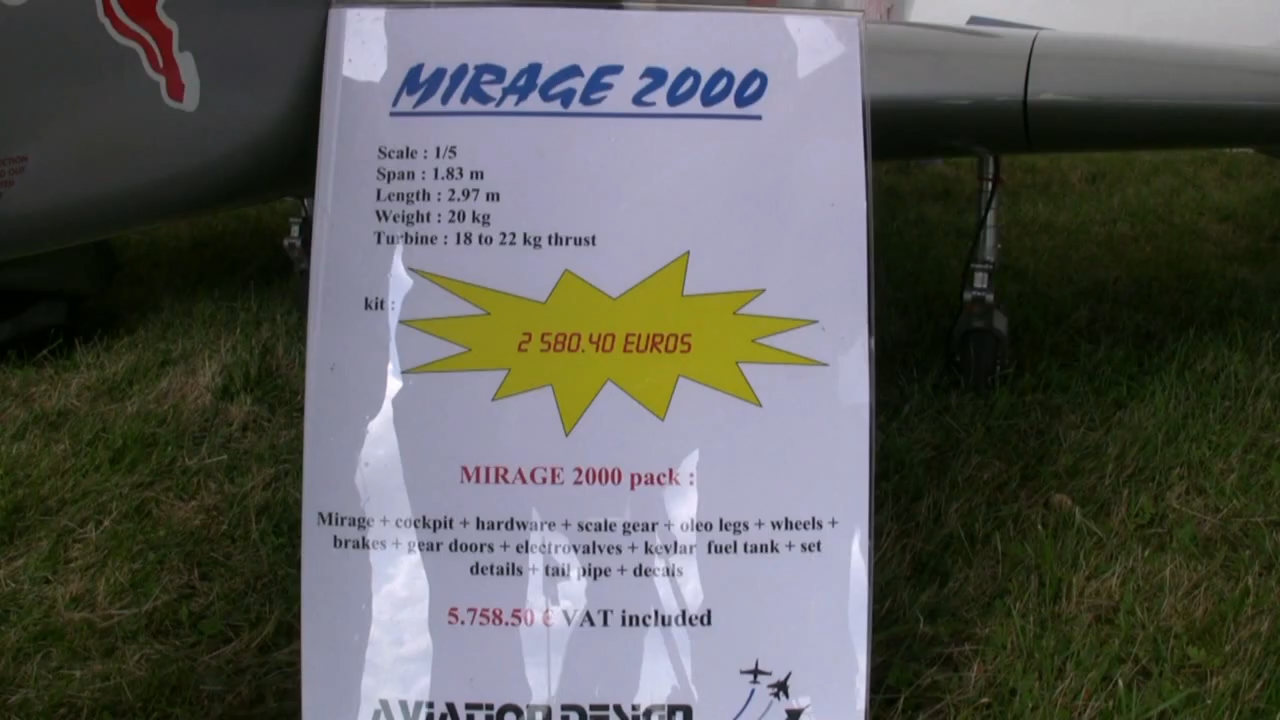 MIRAGE 2000
Scale : 1/5
Span : 1.83 m
Length : 2.97 m
Weight : 20 kg
Turbine : 18 to 22 kg thrust
kit :
2 580.40 EUROS
MIRAGE 2000 pack :
Mirage + cockpit + hardware + scale gear + oleo legs + wheels +
brakes + gear doors + electrovalves + kevlar fuel tank + set
details + tail pipe + decals
5.758.50 € VAT included
AVIATION DESIGN